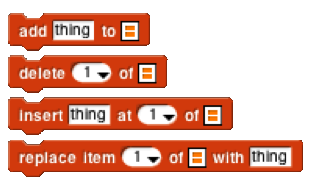 add thing to
delete 1 of
insert thing at 1 of
replace item 1 of with thing